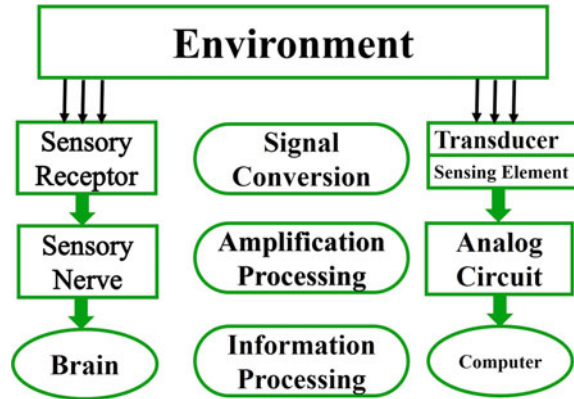 Environment
Sensory
Receptor
Signal
Conversion
Transducer
Sensing Element
Sensory
Nerve
Amplification
Processing
Analog
Circuit
Brain
Information
Processing
Computer